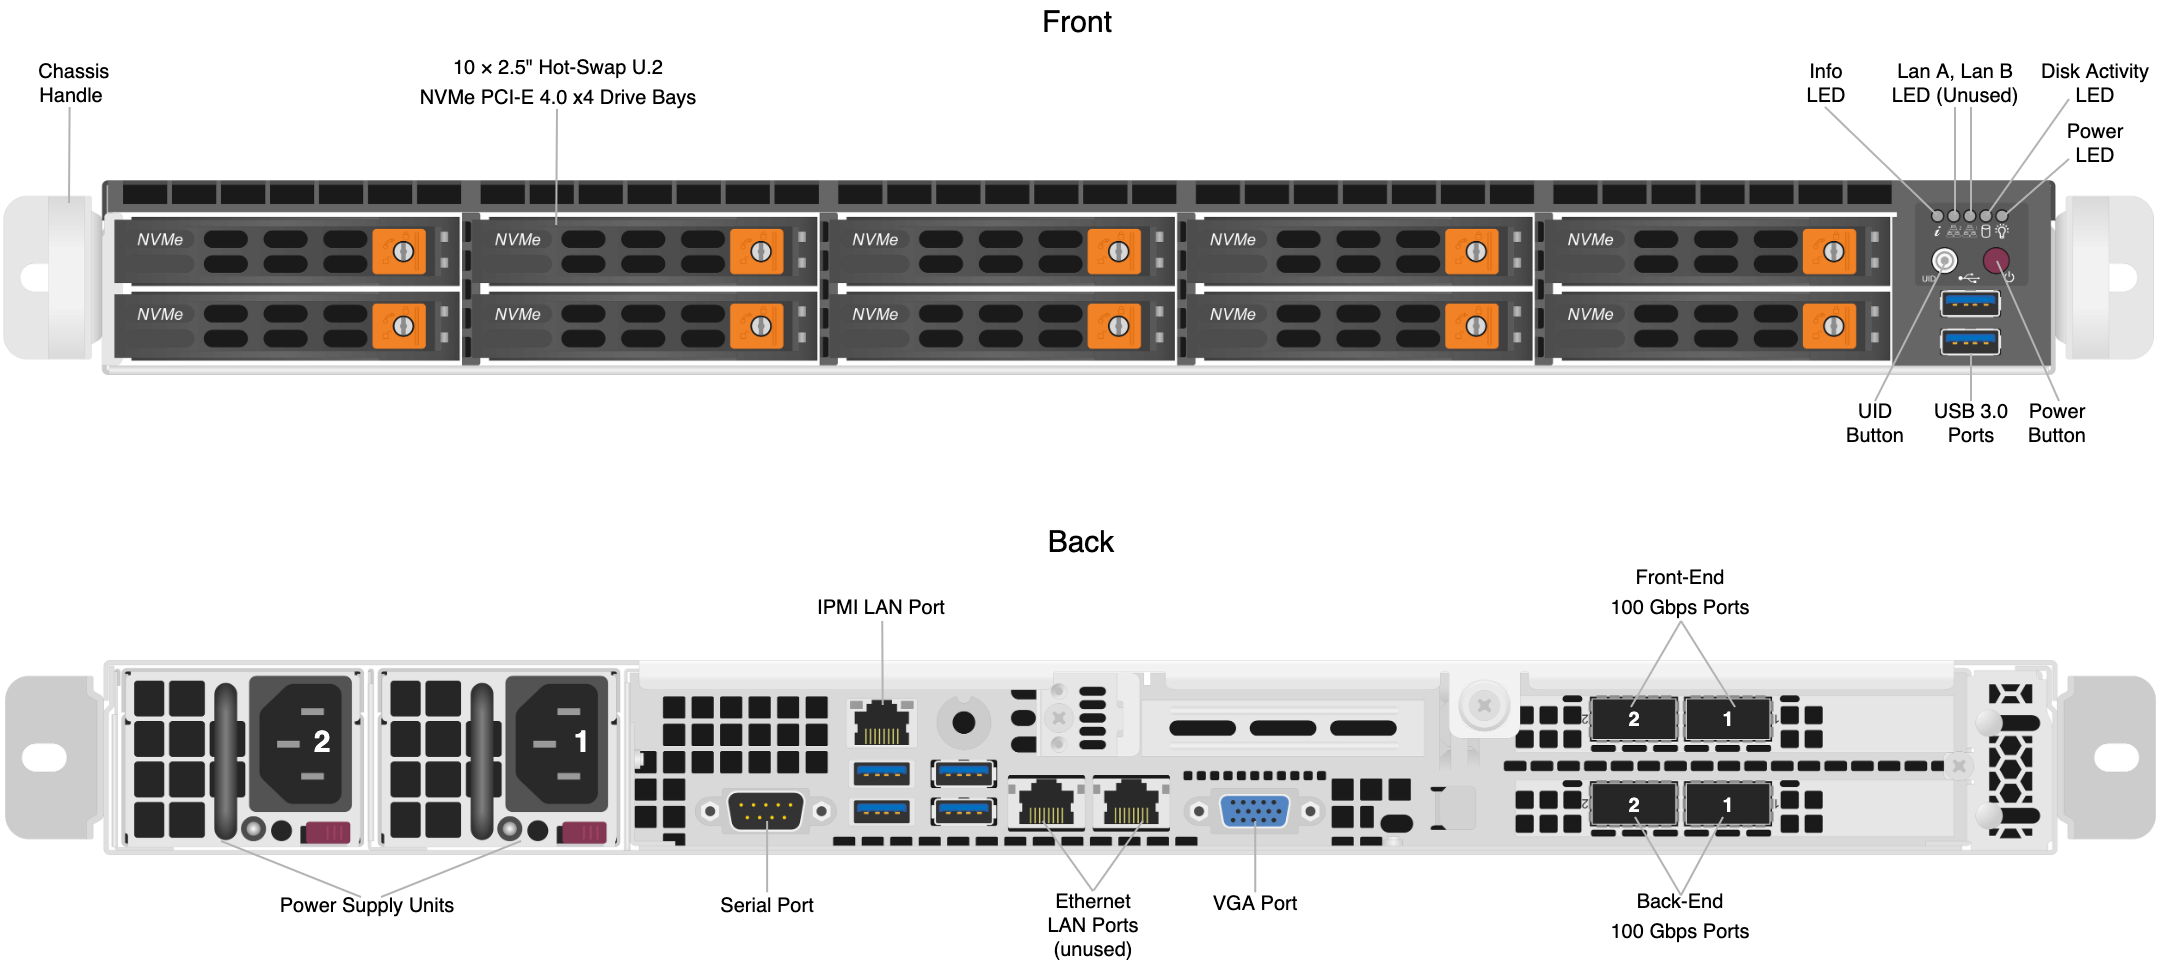 Front
Chassis
Handle
10 × 2.5" Hot-Swap U.2
NVMe PCI-E 4.0 x4 Drive Bays
Info
LED
Lan A, Lan B
LED (Unused)
Disk Activity
LED
Power
LED
NVMe
NVMe
NVMe
NVMe
NVMe
NVMe
NVMe
NVMe
NVMe
NVMe
i
UID
UID
Button
USB 3.0
Ports
Power
Button
Back
IPMI LAN Port
Front-End
100 Gbps Ports
2
1
2
2
1
1
2
2
1
1
Power Supply Units
Serial Port
Ethernet
LAN Ports
(unused)
VGA Port
Back-End
100 Gbps Ports